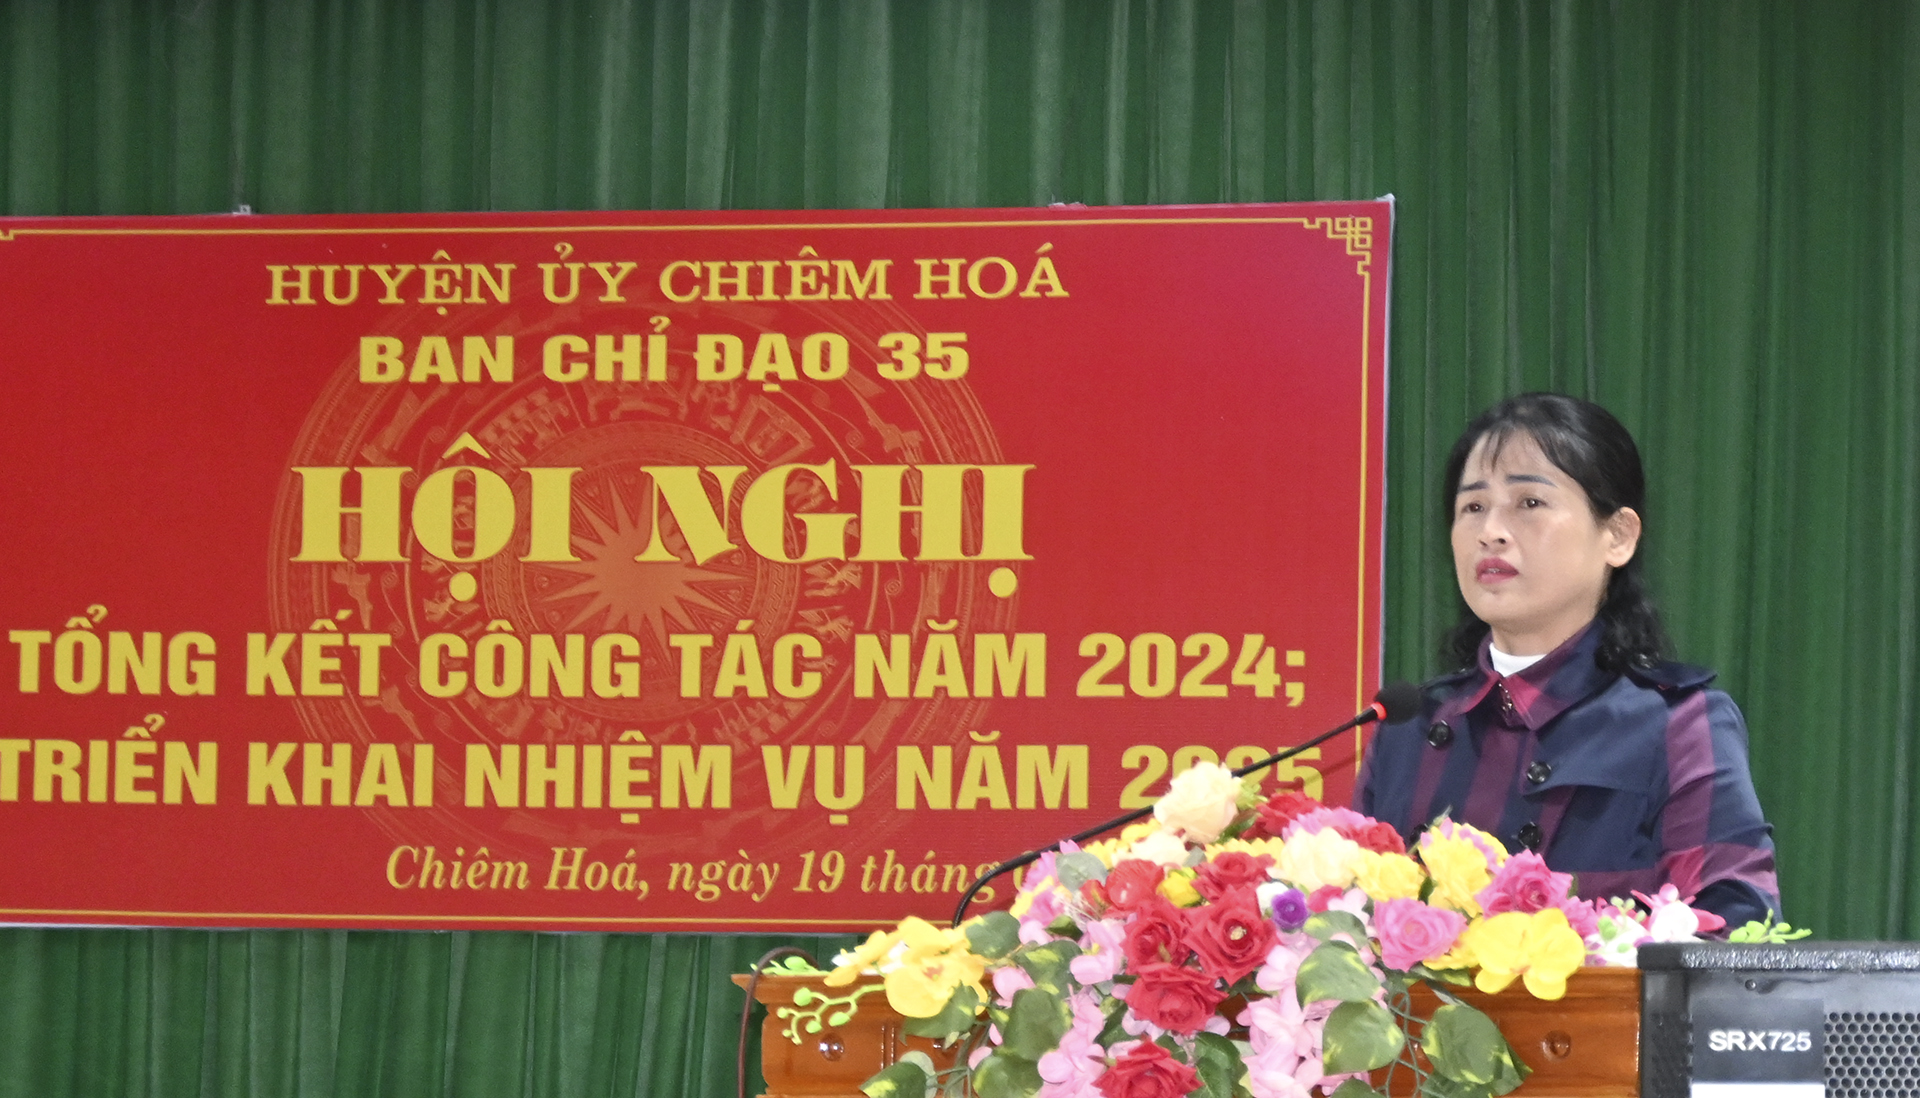 HUYỆN ỦY CHIÊM HOÁ
BAN CHỈ ĐẠO 35
HỘI NGHỊ
TỔNG KẾT CÔNG TÁC NĂM 2024;
TRIỂN KHAI NHIỆM VỤ NĂM 2025
Chiêm Hoá, ngày 19 tháng
SRX725